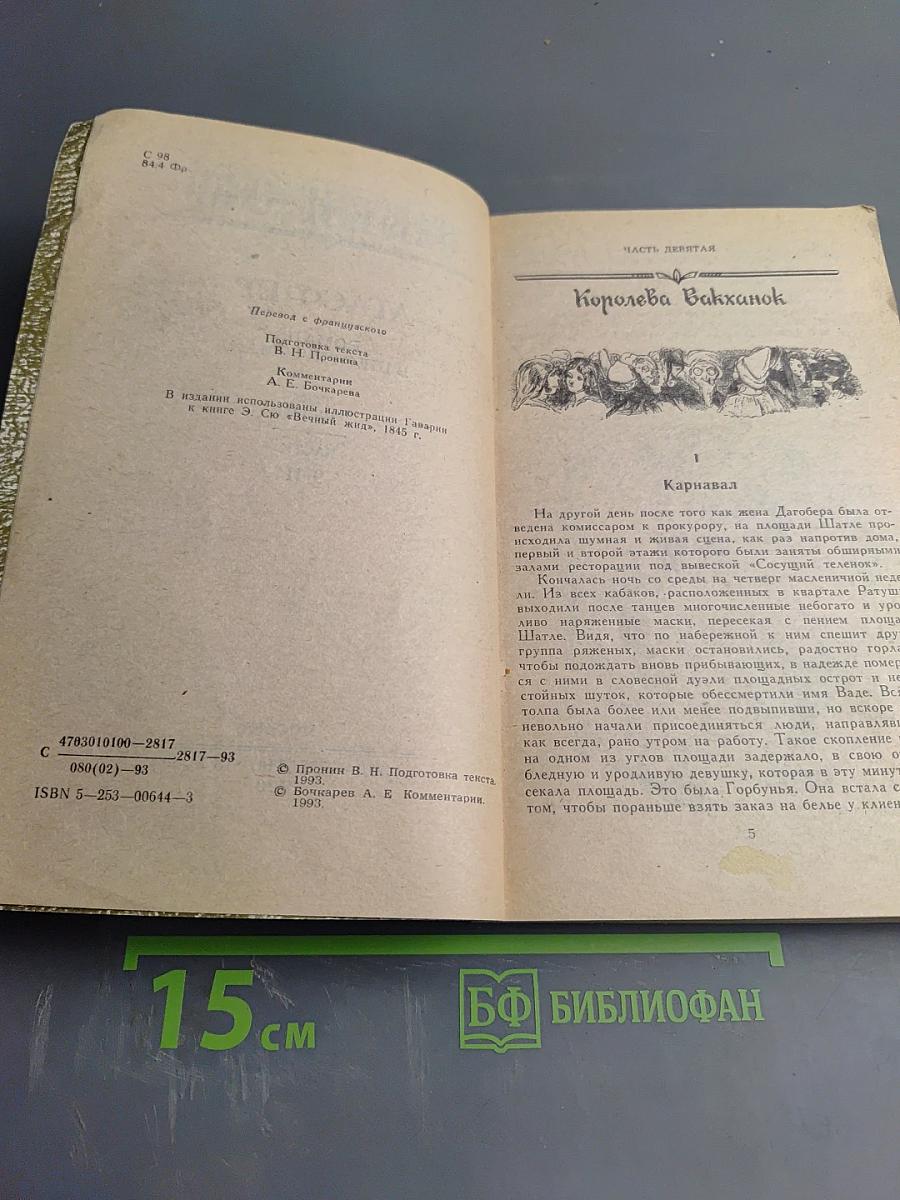 С 98
84.4 Фр
Перевод с французского
Подготовка текста
В. Н. Пронина
Комментарии
А. Е. Бочкарева
В издании использованы иллюстрации Гаварни
к книге Э. Сю «Вечный жид», 1845 г.
С 4703010100—2817
080(02)—93
2817—93
ISBN 5—253—00644—3
© Пронин В. Н. Подготовка текста.
1993.
© Бочкарев А. Е Комментарии.
1993.
ЧАСТЬ ДЕВЯТАЯ
Королева Вакханок
I
Карнавал
На другой день после того как жена Дагобера была от-
ведена комиссаром к прокурору, на площади Шатле про-
исходила шумная и живая сцена, как раз напротив дома,
первый и второй этажи которого были заняты обширными
залами ресторации под вывеской «Сосущий теленок».
Кончалась ночь со среды на четверг масленичной неде
ли. Из всех кабаков, расположенных в квартале Ратуши
выходили после танцев многочисленные небогато и уро
ливо наряженные маски, пересекая с пением площа
Шатле. Видя, что по набережной к ним спешит дру
группа ряженых, маски остановились, радостно горла
чтобы подождать вновь прибывающих, в надежде помер
ся с ними в словесной дуэли площадных острот и не
стойных шуток, которые обессмертили имя Ваде. Вся
толпа была более или менее подвыпивши, но вскоре
невольно начали присоединяться люди, направлявш
как всегда, рано утром на работу. Такое скопление
на одном из углов площади задержало, в свою о
бледную и уродливую девушку, которая в эту минут
секала площадь. Это была Горбунья. Она встала с
том, чтобы пораньше взять заказ на белье у клиен
5
15 см
БФ БИБЛИОФАН